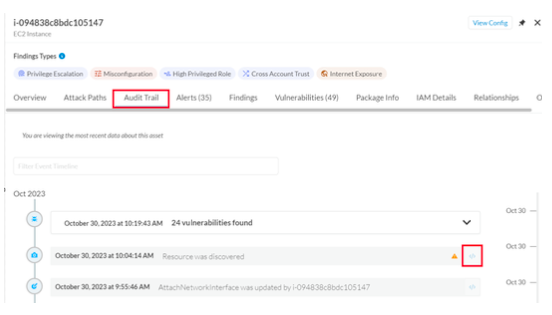 i-094838c8bdc105147
View Config
EC2 Instance
Findings Types
Privilege Escalation Misconfiguration High Privileged Role Cross Account Trust Internet Exposure
Overview Attack Paths Audit Trail Alerts (35) Findings Vulnerabilities (49) Package Info IAM Details Relationships O
You are viewing the most recent data about this asset
Filter Event Timeline
Oct 2023
October 30, 2023 at 10:19:43 AM 24 vulnerabilities found
Oct 30
October 30, 2023 at 10:04:14 AM Resource was discovered
Oct 30
October 30, 2023 at 9:55:46 AM AttachNetworkInterface was updated by i-094838c8bdc105147
Oct 30